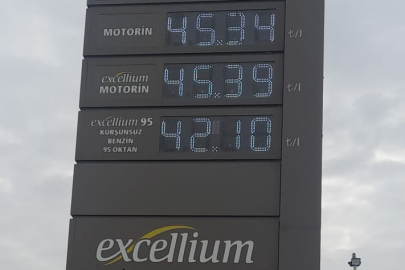 MOTORİN 45.34 t/l
excellium MOTORİN 45.39 t/l
excellium 95 KURŞUNSUZ BENZİN 95 OKTAN 42.10 t/l
excellium